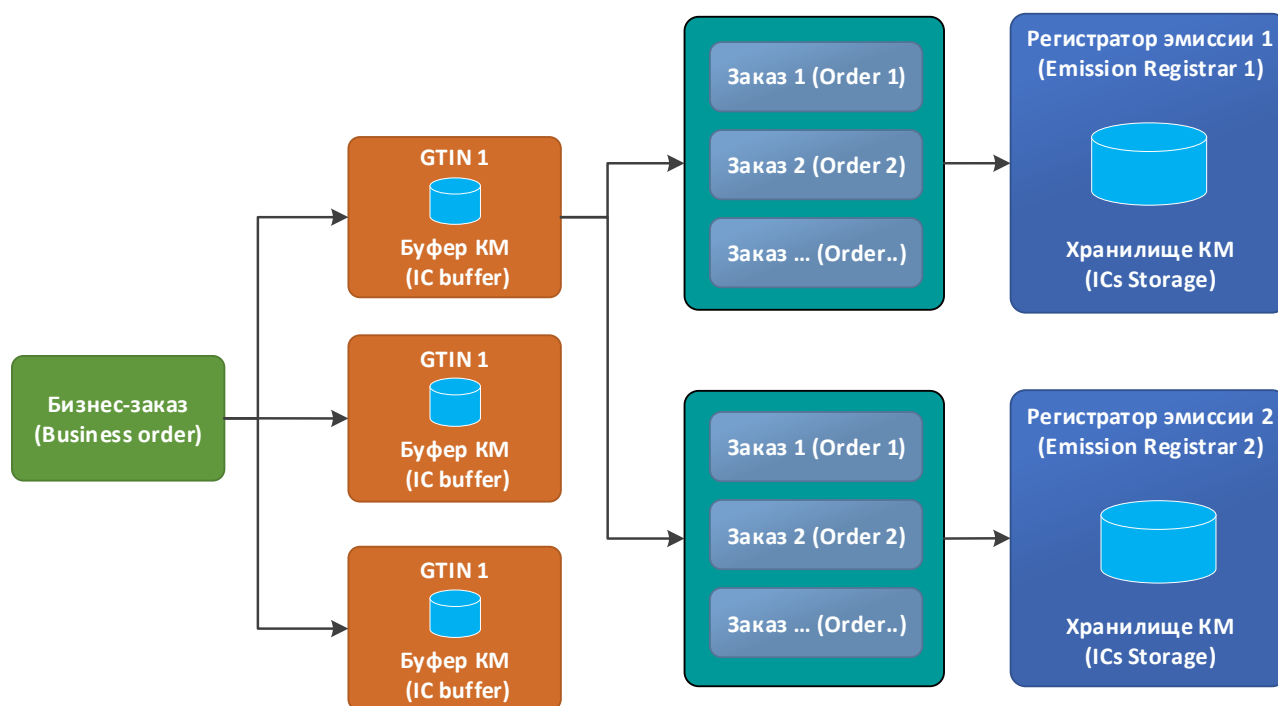 Бизнес-заказ
(Business order)
GTIN 1
Буфер КМ
(IC buffer)
GTIN 1
Буфер КМ
(IC buffer)
GTIN 1
Буфер КМ
(IC buffer)
Заказ 1 (Order 1)
Заказ 2 (Order 2)
Заказ ... (Order..)
Регистратор эмиссии 1
(Emission Registrar 1)
Хранилище КМ
(ICs Storage)
Заказ 1 (Order 1)
Заказ 2 (Order 2)
Заказ ... (Order..)
Регистратор эмиссии 2
(Emission Registrar 2)
Хранилище КМ
(ICs Storage)